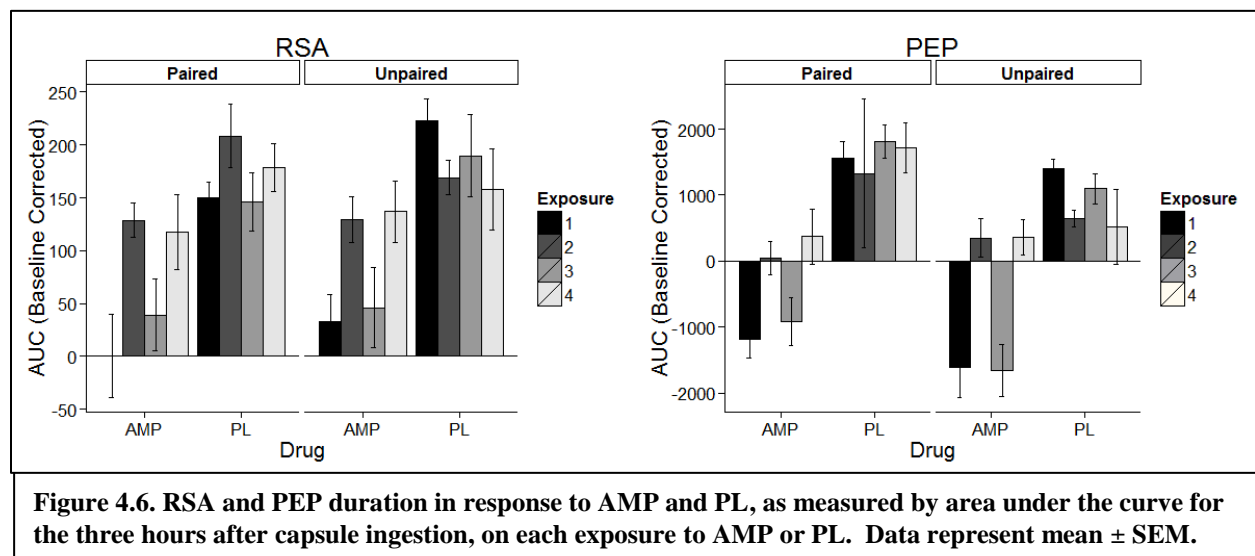 RSA
Paired Unpaired
AUC (Baseline Corrected)
250
200
150
100
50
0
-50
AMP PL AMP PL
Drug
Exposure
1
2
3
4
PEP
Paired Unpaired
AUC (Baseline Corrected)
2000
1000
0
-1000
-2000
AMP PL AMP PL
Drug
Exposure
1
2
3
4
Figure 4.6. RSA and PEP duration in response to AMP and PL, as measured by area under the curve for
the three hours after capsule ingestion, on each exposure to AMP or PL. Data represent mean ± SEM.